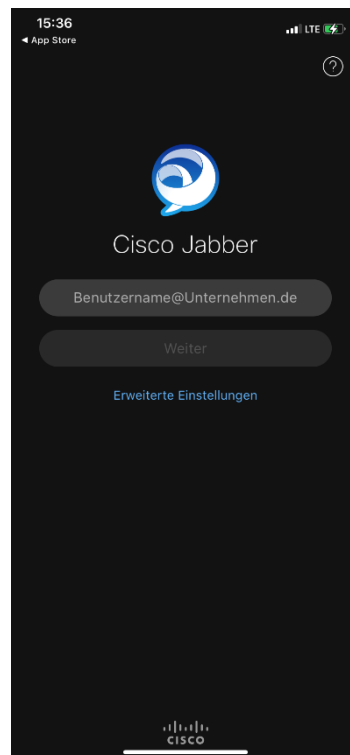 15:36
LTE
◀ App Store
?
Cisco Jabber
Benutzername@Unternehmen.de
Weiter
Erweiterte Einstellungen
CISCO